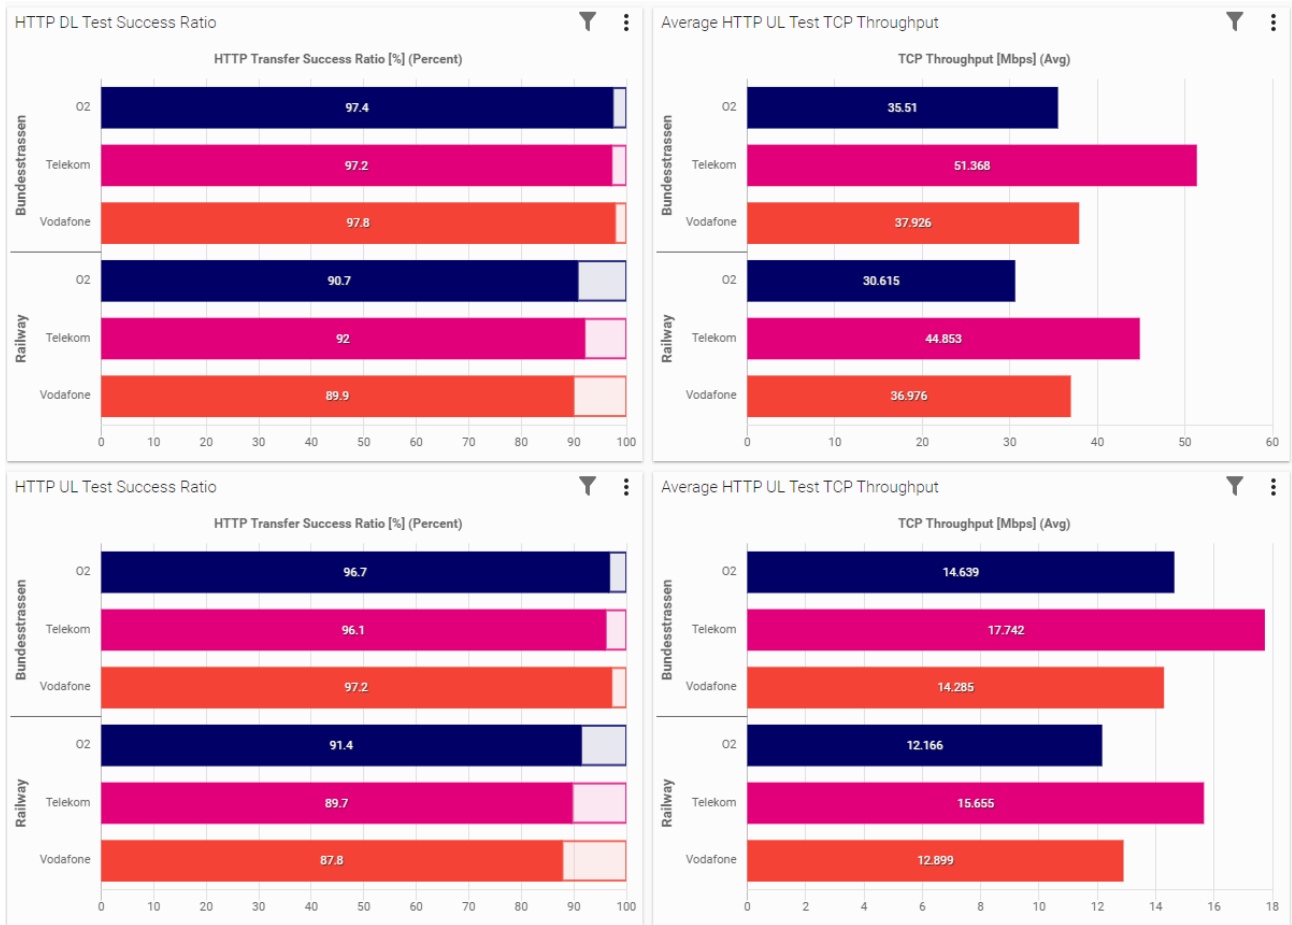 HTTP DL Test Success Ratio
HTTP Transfer Success Ratio [%] (Percent)
Bundesstrassen
O2
97.4
Telekom
97.2
Vodafone
97.8
Railway
O2
90.7
Telekom
92
Vodafone
89.9
0 10 20 30 40 50 60 70 80 90 100
Average HTTP UL Test TCP Throughput
TCP Throughput [Mbps] (Avg)
Bundesstrassen
O2
35.51
Telekom
51.368
Vodafone
37.926
Railway
O2
30.615
Telekom
44.853
Vodafone
36.976
0 10 20 30 40 50 60
HTTP UL Test Success Ratio
HTTP Transfer Success Ratio [%] (Percent)
Bundesstrassen
O2
96.7
Telekom
96.1
Vodafone
97.2
Railway
O2
91.4
Telekom
89.7
Vodafone
87.8
0 10 20 30 40 50 60 70 80 90 100
Average HTTP UL Test TCP Throughput
TCP Throughput [Mbps] (Avg)
Bundesstrassen
O2
14.639
Telekom
17.742
Vodafone
14.285
Railway
O2
12.166
Telekom
15.655
Vodafone
12.899
0 2 4 6 8 10 12 14 16 18